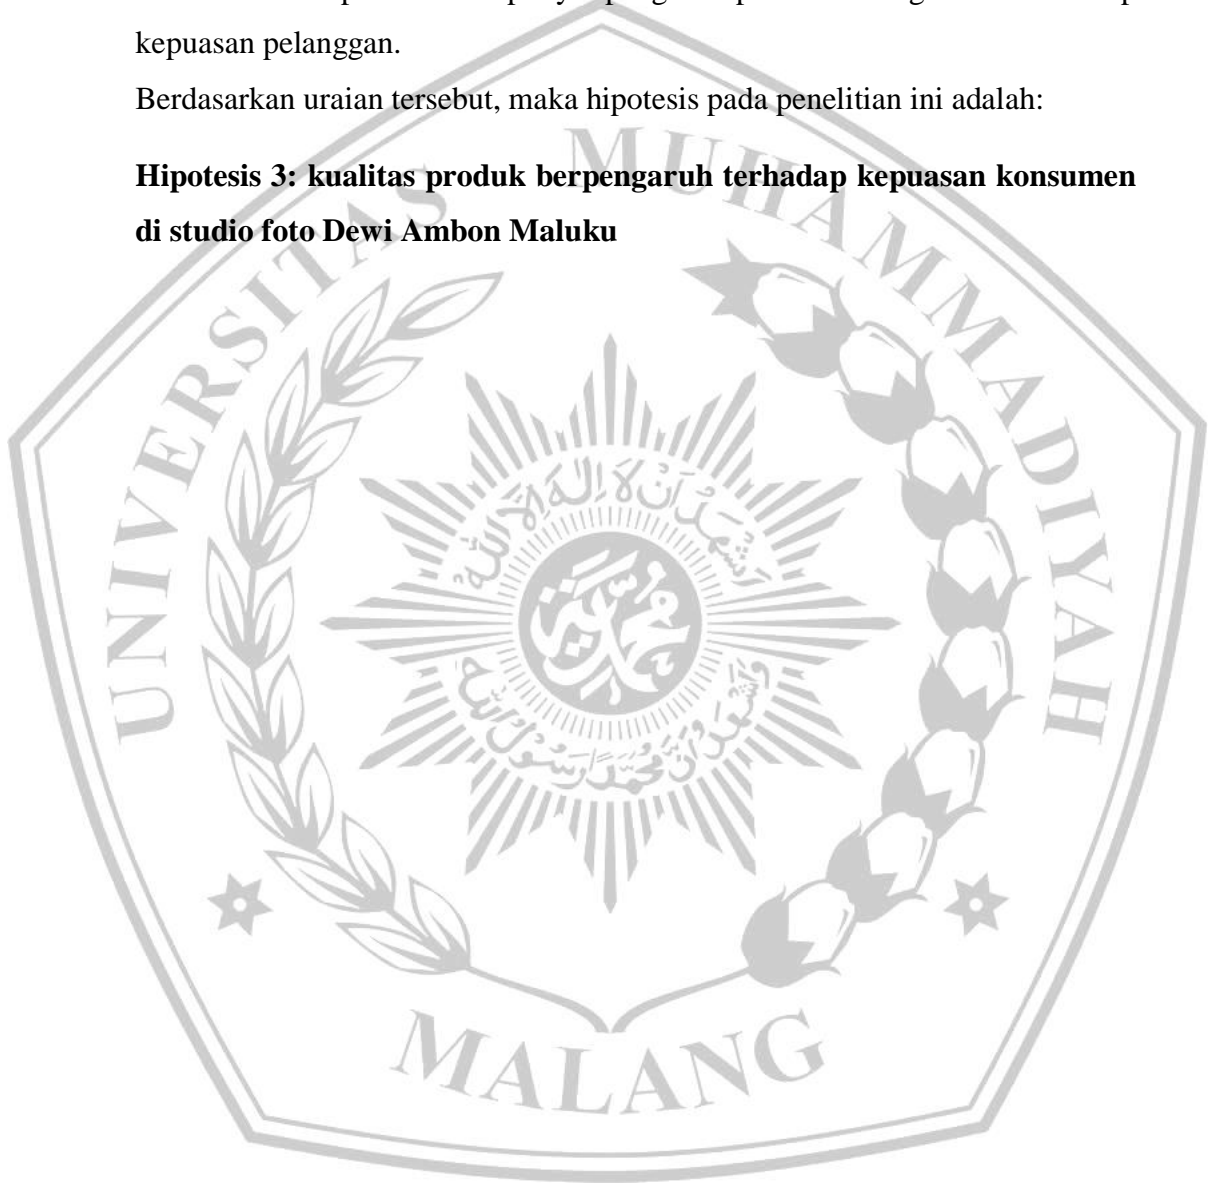 kepuasan pelanggan.
Berdasarkan uraian tersebut, maka hipotesis pada penelitian ini adalah:
Hipotesis 3: kualitas produk berpengaruh terhadap kepuasan konsumen
di studio foto Dewi Ambon Maluku
UNIVERSITAS MUHAMMADIYAH
MALANG